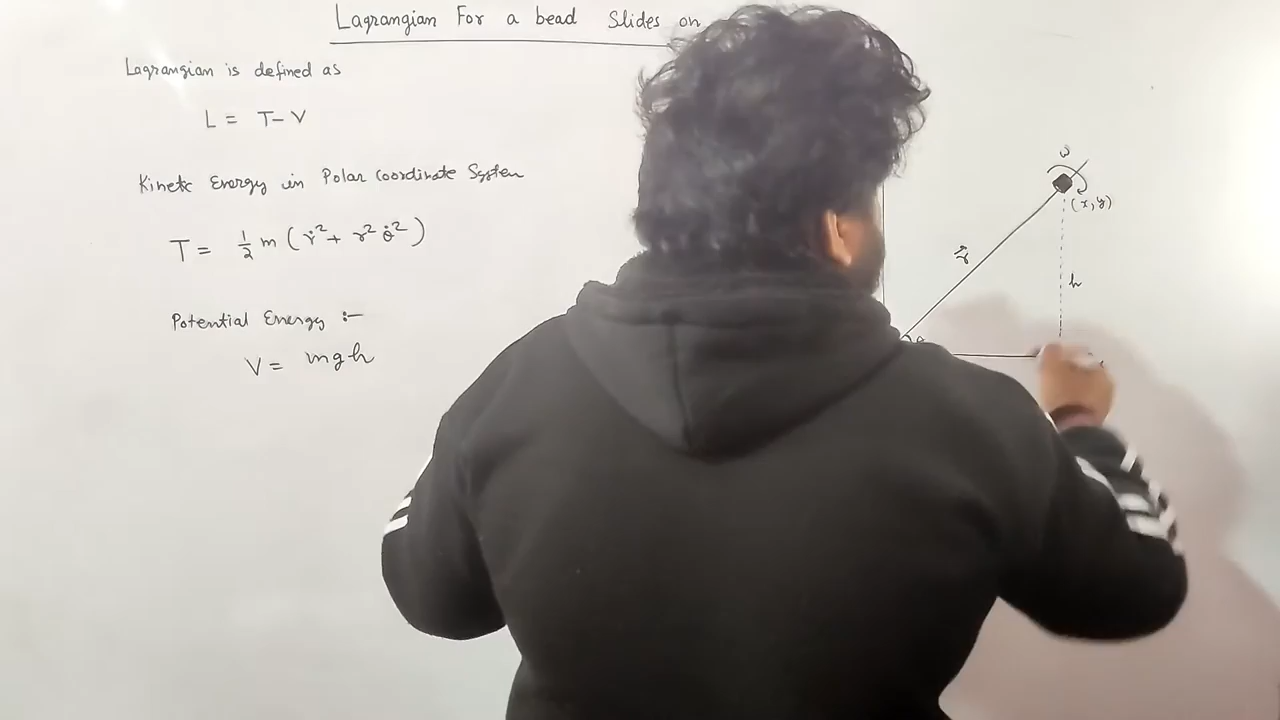 Lagrangian For a bead Slides on
Lagrangian is defined as
L = T - V
Kinetic Energy in Polar coordinate System
T = 1/2 m (ṙ² + r² θ̇²)
Potential Energy :-
V = mgh
ω
(x, y)
r⃗
h